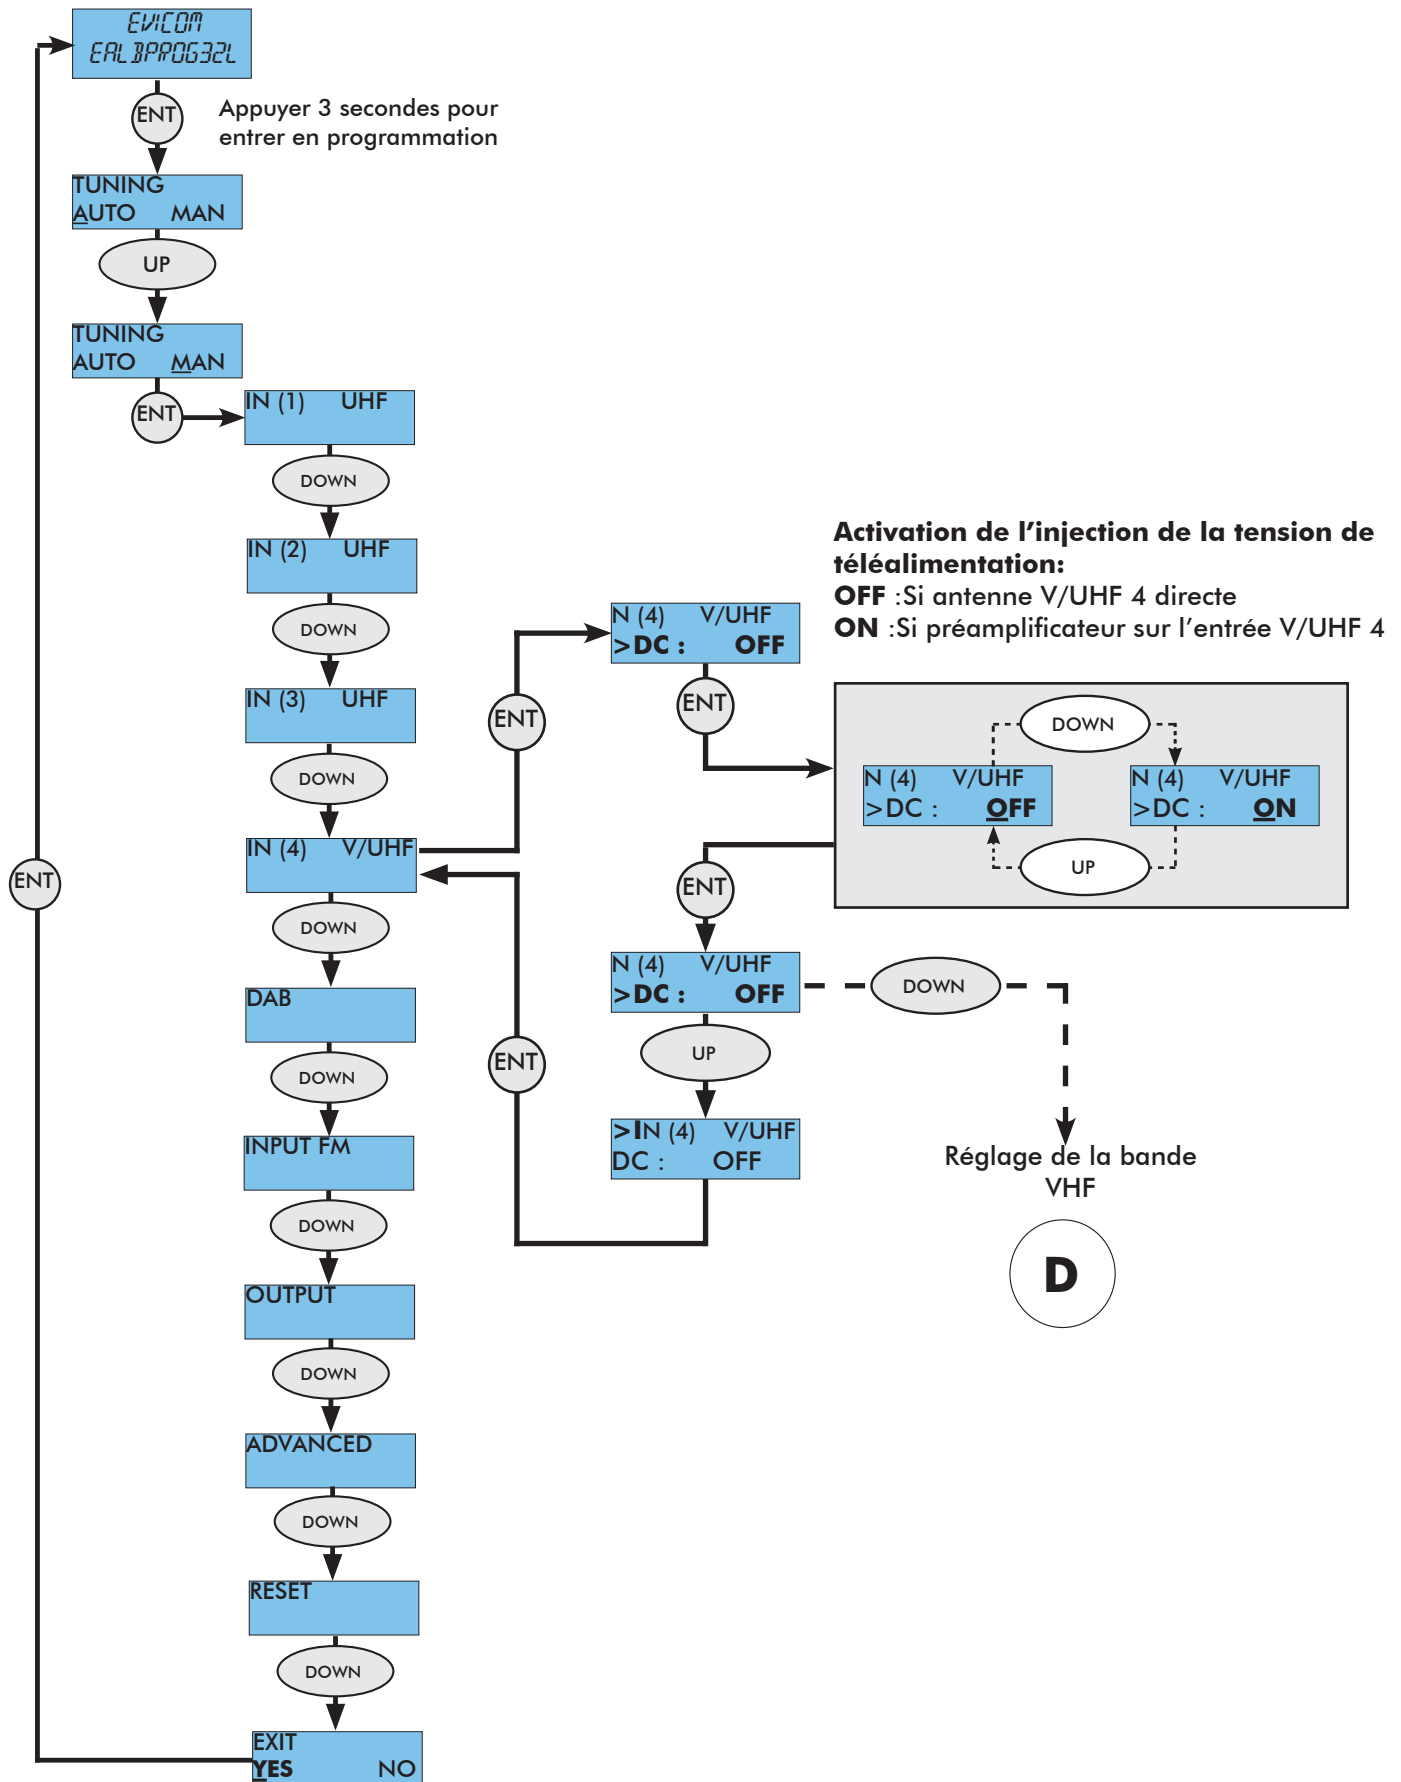 EVICOM
EALBPROG32L
ENT
Appuyer 3 secondes pour
entrer en programmation
TUNING
AUTO MAN
UP
TUNING
AUTO MAN
ENT
IN (1) UHF
DOWN
IN (2) UHF
DOWN
IN (3) UHF
DOWN
IN (4) V/UHF
DOWN
DAB
DOWN
INPUT FM
DOWN
OUTPUT
DOWN
ADVANCED
DOWN
RESET
DOWN
EXIT
YES NO
ENT
ENT
N (4) V/UHF
>DC : OFF
ENT
Activation de l’injection de la tension de
téléalimentation:
OFF :Si antenne V/UHF 4 directe
ON :Si préamplificateur sur l’entrée V/UHF 4
DOWN
N (4) V/UHF
>DC : OFF
N (4) V/UHF
>DC : ON
UP
ENT
N (4) V/UHF
>DC : OFF
DOWN
UP
ENT
>IN (4) V/UHF
DC : OFF
Réglage de la bande
VHF
D